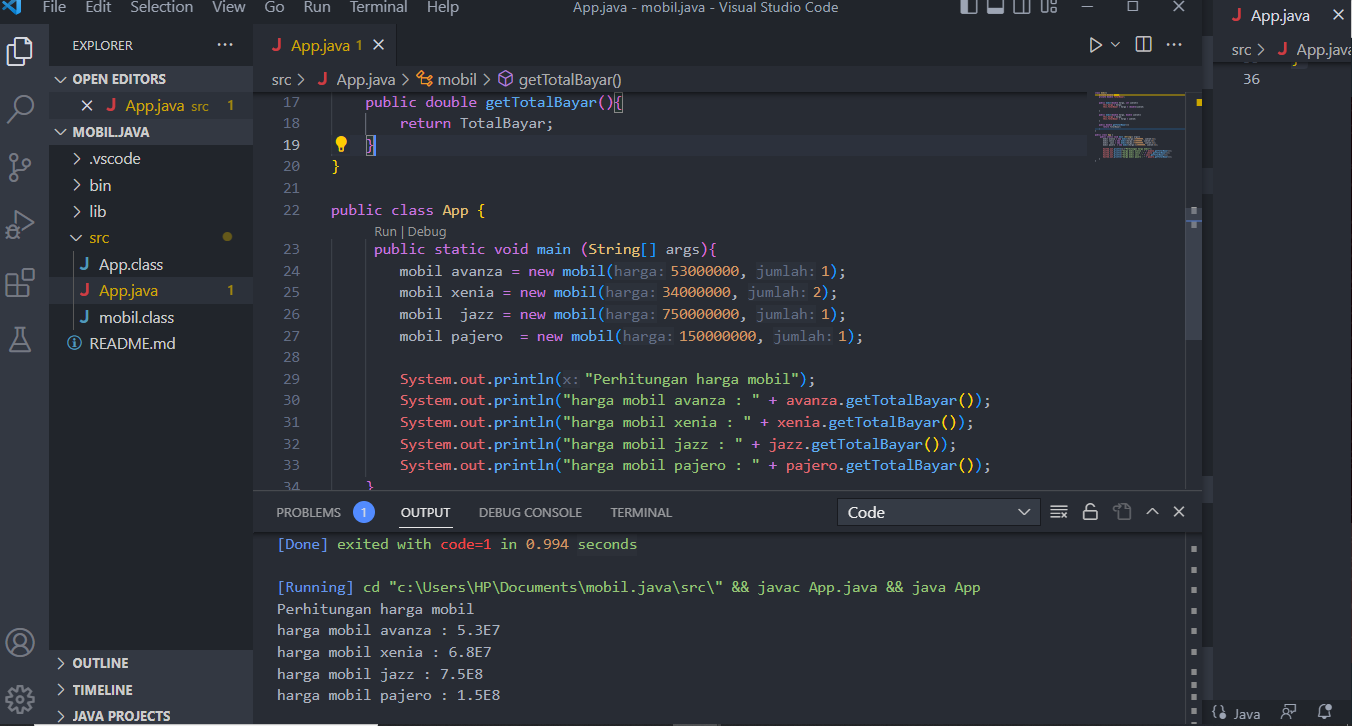 File Edit Selection View Go Run Terminal Help App.java - mobil.java - Visual Studio Code
EXPLORER ...
OPEN EDITORS
App.java src 1
MOBIL.JAVA
.vscode
bin
lib
src
App.class
App.java 1
mobil.class
README.md
OUTLINE
TIMELINE
JAVA PROJECTS
App.java 1
src > App.java > mobil > getTotalBayar()
17 public double getTotalBayar(){
18 return TotalBayar;
19 }
20 }
21
22 public class App {
Run | Debug
23 public static void main (String[] args){
24 mobil avanza = new mobil(harga: 53000000, jumlah: 1);
25 mobil xenia = new mobil(harga: 34000000, jumlah: 2);
26 mobil  jazz = new mobil(harga: 750000000, jumlah: 1);
27 mobil pajero  = new mobil(harga: 150000000, jumlah: 1);
28
29 System.out.println(x: "Perhitungan harga mobil");
30 System.out.println("harga mobil avanza : " + avanza.getTotalBayar());
31 System.out.println("harga mobil xenia : " + xenia.getTotalBayar());
32 System.out.println("harga mobil jazz : " + jazz.getTotalBayar());
33 System.out.println("harga mobil pajero : " + pajero.getTotalBayar());
34 }
PROBLEMS 1 OUTPUT DEBUG CONSOLE TERMINAL Code
[Done] exited with code=1 in 0.994 seconds
[Running] cd "c:\Users\HP\Documents\mobil.java\src\" && javac App.java && java App
Perhitungan harga mobil
harga mobil avanza : 5.3E7
harga mobil xenia : 6.8E7
harga mobil jazz : 7.5E8
harga mobil pajero : 1.5E8
App.java
src > App.java
36
Java